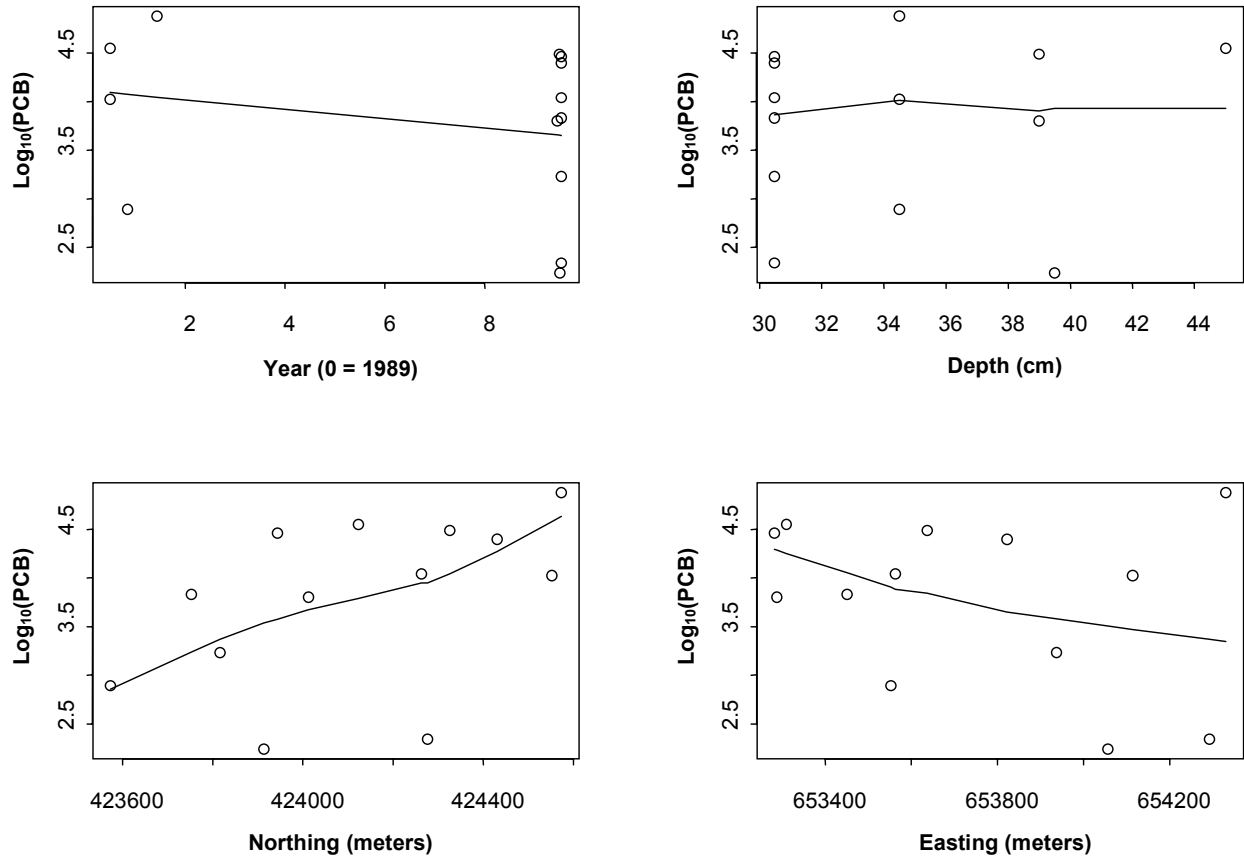 Log₁₀(PCB)
4.5
3.5
2.5
2 4 6 8
Year (0 = 1989)
Log₁₀(PCB)
4.5
3.5
2.5
30 32 34 36 38 40 42 44
Depth (cm)
Log₁₀(PCB)
4.5
3.5
2.5
423600 424000 424400
Northing (meters)
Log₁₀(PCB)
4.5
3.5
2.5
653400 653800 654200
Easting (meters)